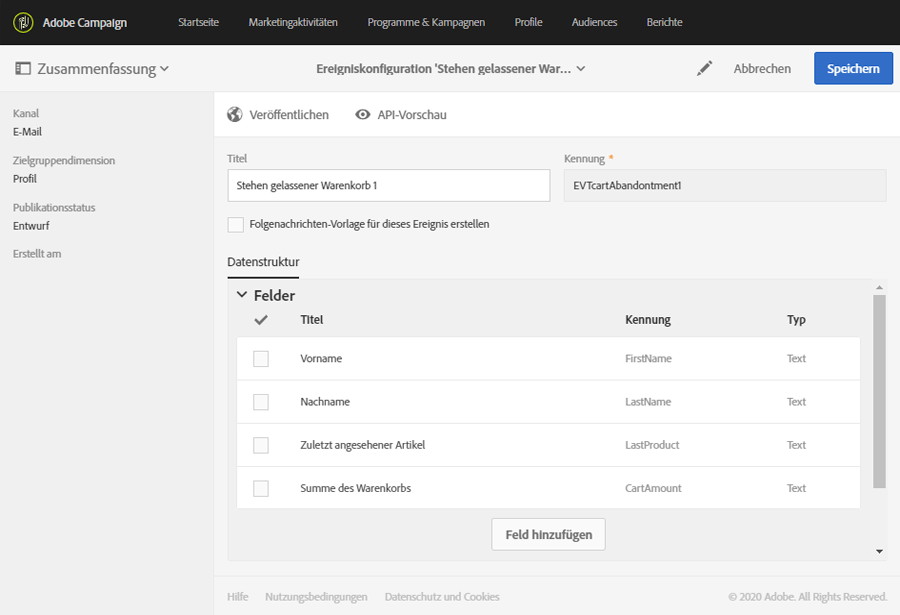 Adobe Campaign Startseite Marketingaktivitäten Programme & Kampagnen Profile Audiences Berichte
Zusammenfassung Ereigniskonfiguration 'Stehen gelassener War... Abbrechen Speichern
Kanal
E-Mail
Zielgruppendimension
Profil
Publikationsstatus
Entwurf
Erstellt am
Veröffentlichen API-Vorschau
Titel Kennung *
Stehen gelassener Warenkorb 1 EVTcartAbandontment1
Folgenachrichten-Vorlage für dieses Ereignis erstellen
Datenstruktur
Felder
Titel Kennung Typ
Vorname FirstName Text
Nachname LastName Text
Zuletzt angesehener Artikel LastProduct Text
Summe des Warenkorbs CartAmount Text
Feld hinzufügen
Hilfe Nutzungsbedingungen Datenschutz und Cookies © 2020 Adobe. All Rights Reserved.